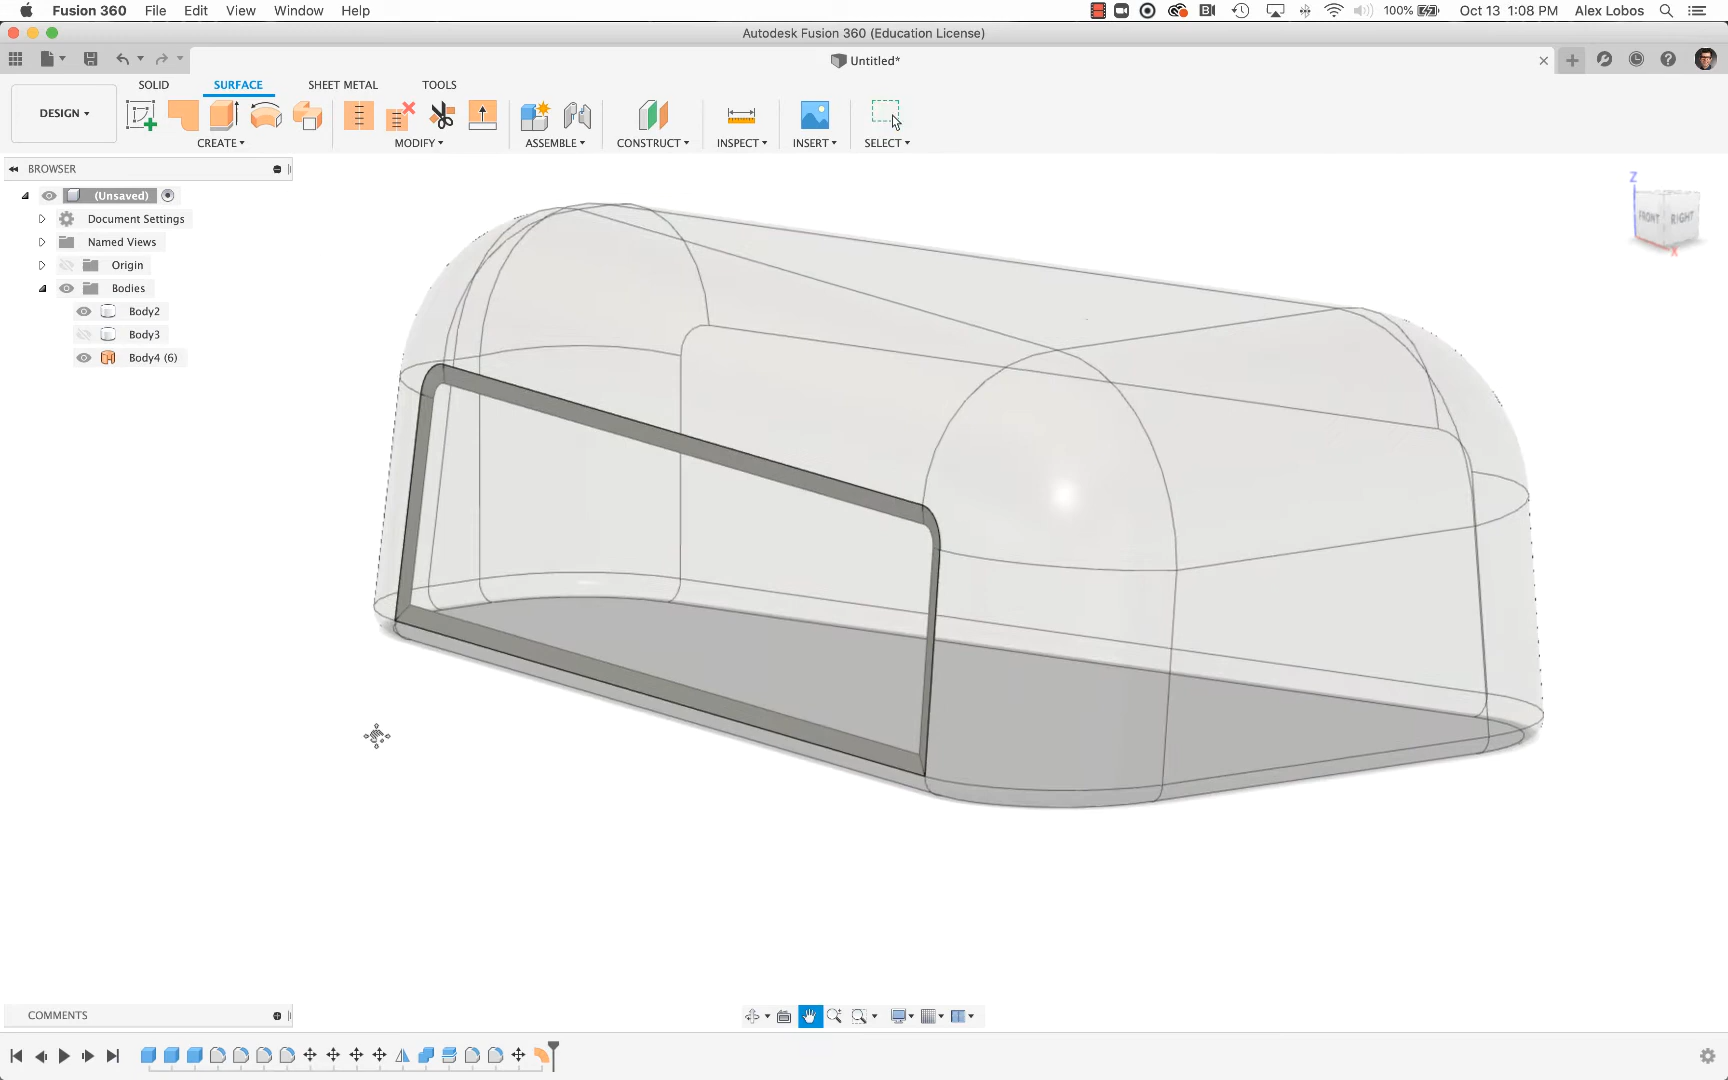 Fusion 360 File Edit View Window Help 100% Oct 13 1:08 PM Alex Lobos
Autodesk Fusion 360 (Education License)
Untitled*
SOLID SURFACE SHEET METAL TOOLS
DESIGN
CREATE MODIFY ASSEMBLE CONSTRUCT INSPECT INSERT SELECT
BROWSER
(Unsaved)
Document Settings
Named Views
Origin
Bodies
Body2
Body3
Body4 (6)
Z
FRONT RIGHT
X
COMMENTS